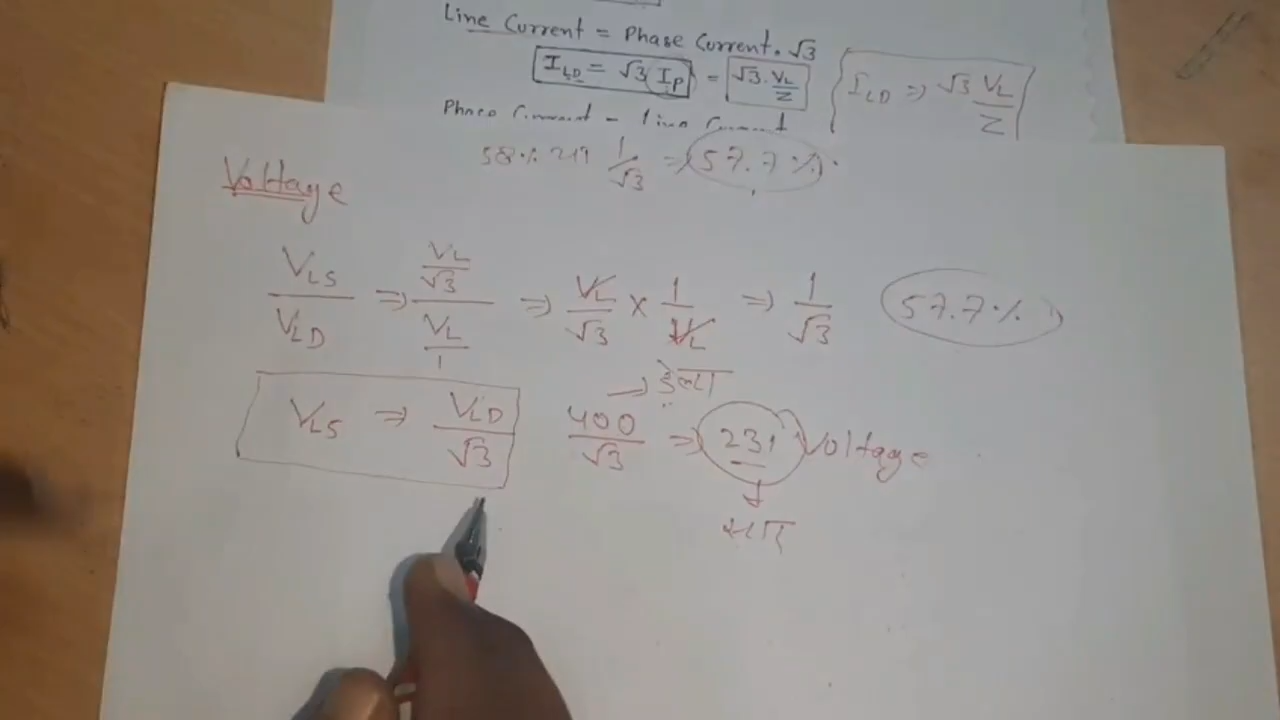 Line Current = Phase Current. √3
I_LD = √3 I_P = √3. V_L/Z
I_LD => √3 V_L/Z
58% 1/√3 => 57.7%.
Voltage
V_LS/V_LD => (V_L/√3)/(V_L/1) => V_L/√3 × 1/V_L => 1/√3 57.7%
→ डेल्टा
V_LS => V_LD/√3 400/√3 => 231 Voltage
स्टार